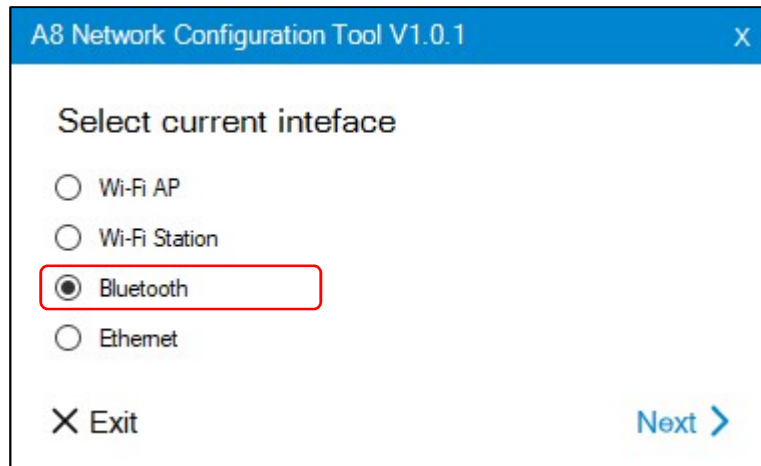 A8 Network Configuration Tool V1.0.1 X
Select current inteface
Wi-Fi AP
Wi-Fi Station
Bluetooth
Ethernet
Exit Next